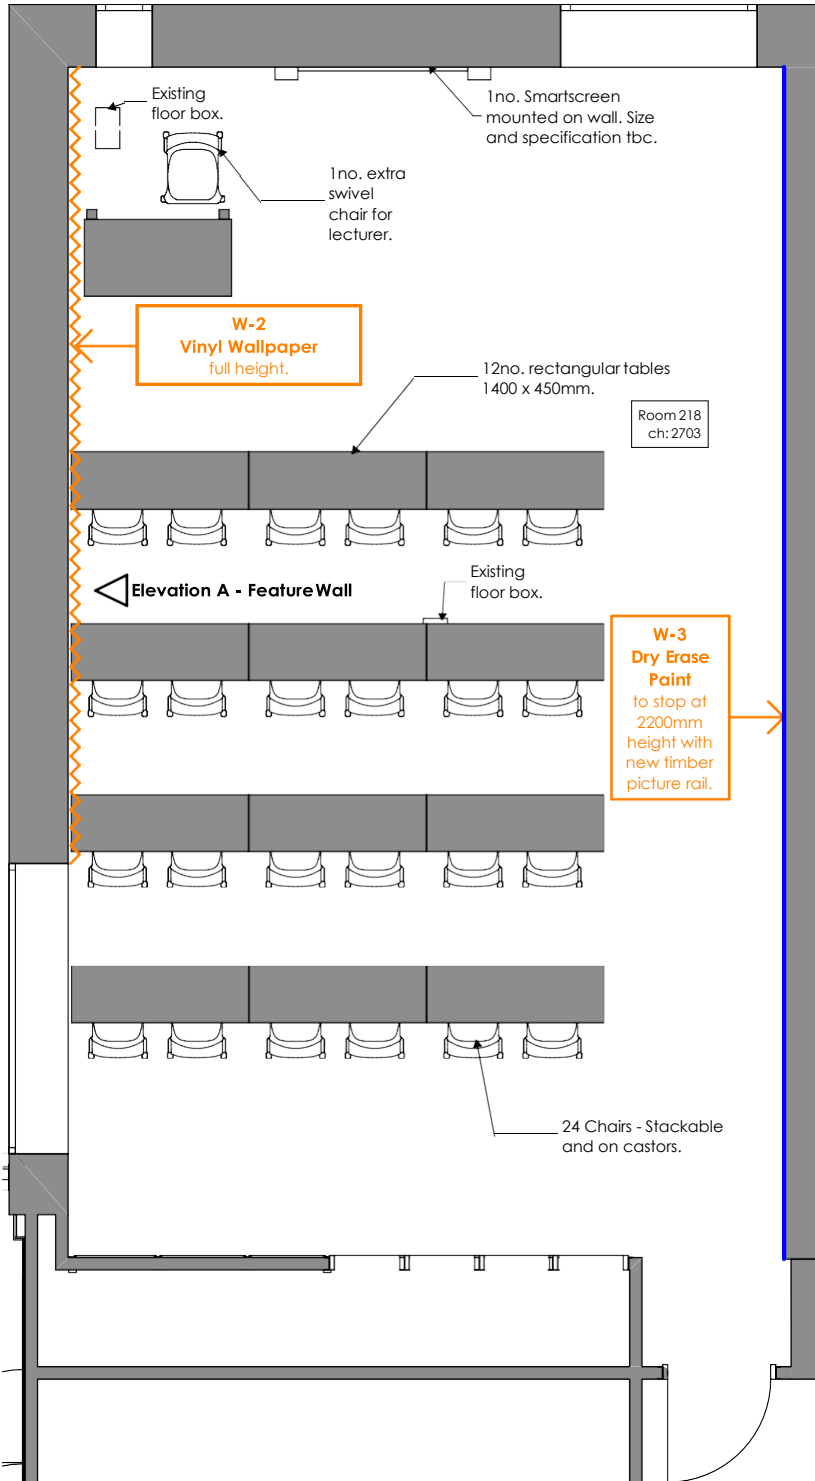 Existing
floor box.
1no. Smartscreen
mounted on wall. Size
and specification tbc.
1no. extra
swivel
chair for
lecturer.
W-2
Vinyl Wallpaper
full height.
12no. rectangular tables
1400 x 450mm.
Room 218
ch: 2703
Existing
floor box.
Elevation A - Feature Wall
W-3
Dry Erase
Paint
to stop at
2200mm
height with
new timber
picture rail.
24 Chairs - Stackable
and on castors.